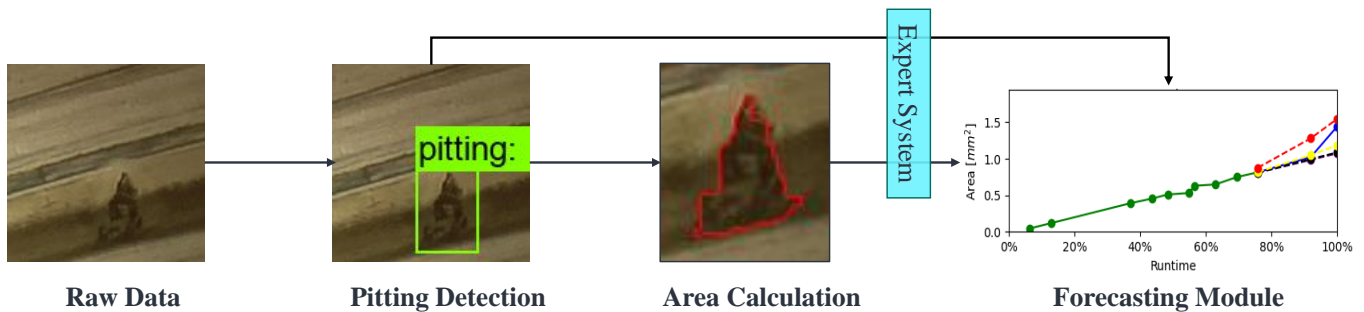 Expert System
pitting:
Area [mm²]
1.5
1.0
0.5
0.0
0% 20% 40% 60% 80% 100%
Runtime
Raw Data
Pitting Detection
Area Calculation
Forecasting Module